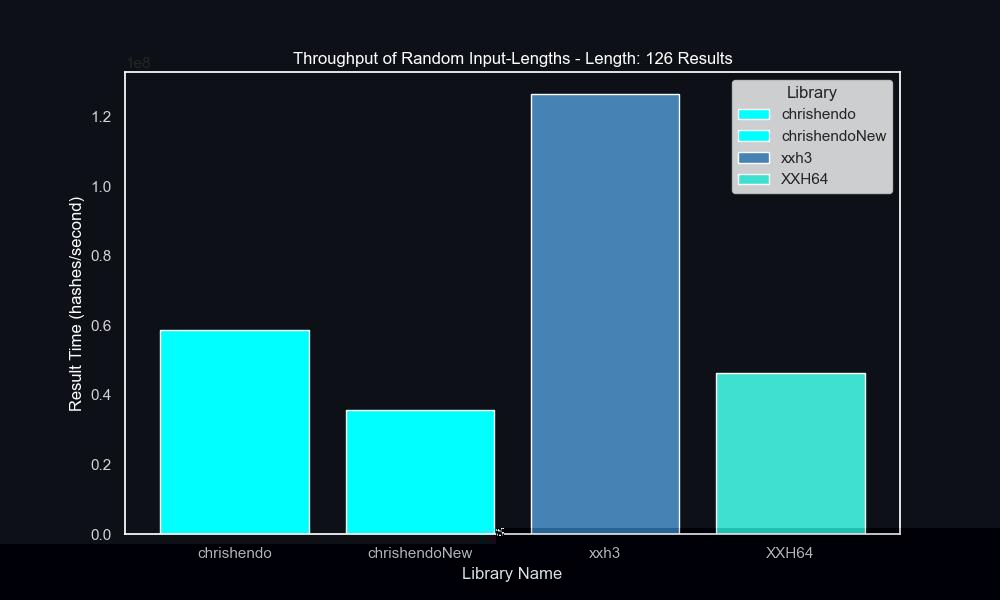 Throughput of Random Input-Lengths - Length: 126 Results
1e8
Result Time (hashes/second)
1.2
1.0
0.8
0.6
0.4
0.2
0.0
Library
chrishendo
chrishendoNew
xxh3
XXH64
chrishendo
chrishendoNew
xxh3
XXH64
Library Name